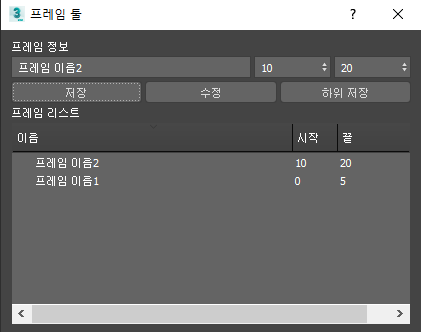 3 프레임 툴 ? ×
프레임 정보
프레임 이름2 10 20
저장 수정 하위 저장
프레임 리스트
이름 시작 끝
프레임 이름2 10 20
프레임 이름1 0 5